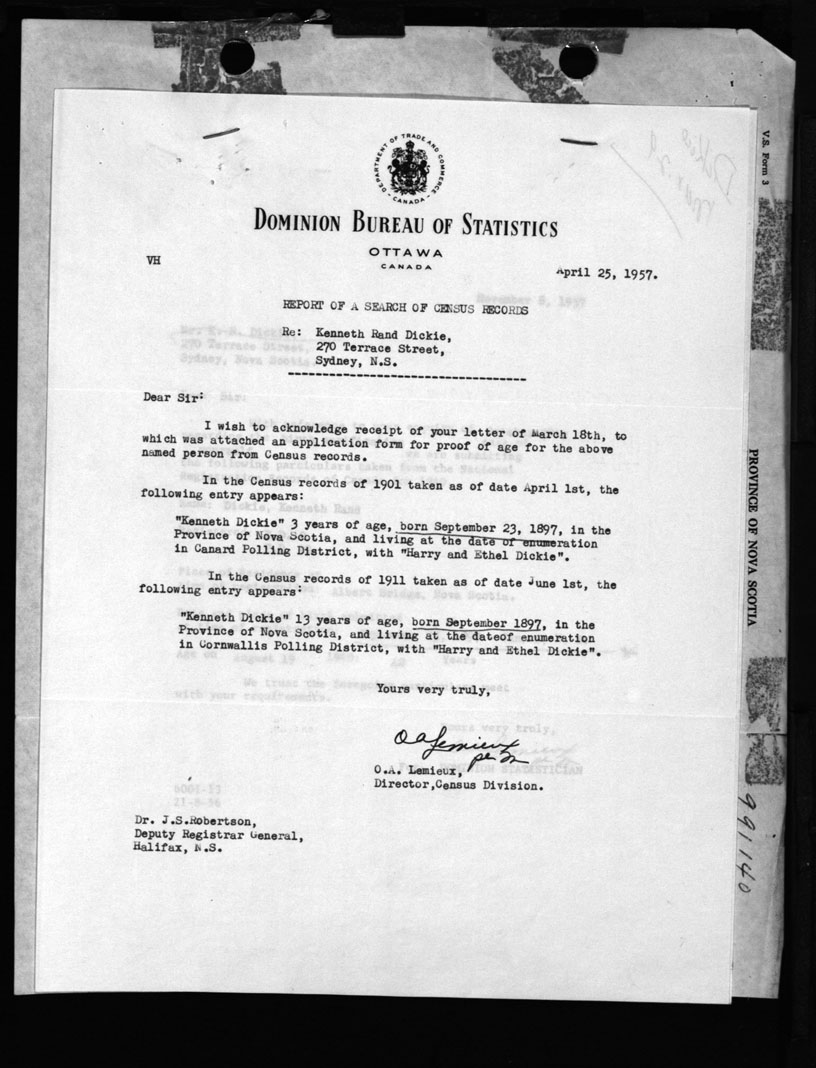 DEPARTMENT OF TRADE AND COMMERCE
CANADA
DOMINION BUREAU OF STATISTICS
OTTAWA
CANADA
VH
April 25, 1957.
REPORT OF A SEARCH OF CENSUS RECORDS
Re: Kenneth Rand Dickie,
270 Terrace Street,
Sydney, N.S.
Dear Sir:
I wish to acknowledge receipt of your letter of March 18th, to
which was attached an application form for proof of age for the above
named person from Census records.
In the Census records of 1901 taken as of date April 1st, the
following entry appears:
"Kenneth Dickie" 3 years of age, born September 23, 1897, in the
Province of Nova Scotia, and living at the date of enumeration
in Canard Polling District, with "Harry and Ethel Dickie".
In the Census records of 1911 taken as of date June 1st, the
following entry appears:
"Kenneth Dickie" 13 years of age, born September 1897, in the
Province of Nova Scotia, and living at the dateof enumeration
in Cornwallis Polling District, with "Harry and Ethel Dickie".
Yours very truly,
O A Lemieux
per
O.A. Lemieux,
Director,Census Division.
Dr. J.S.Robertson,
Deputy Registrar General,
Halifax, N.S.
V.S. Form 3
PROVINCE OF NOVA SCOTIA
991140